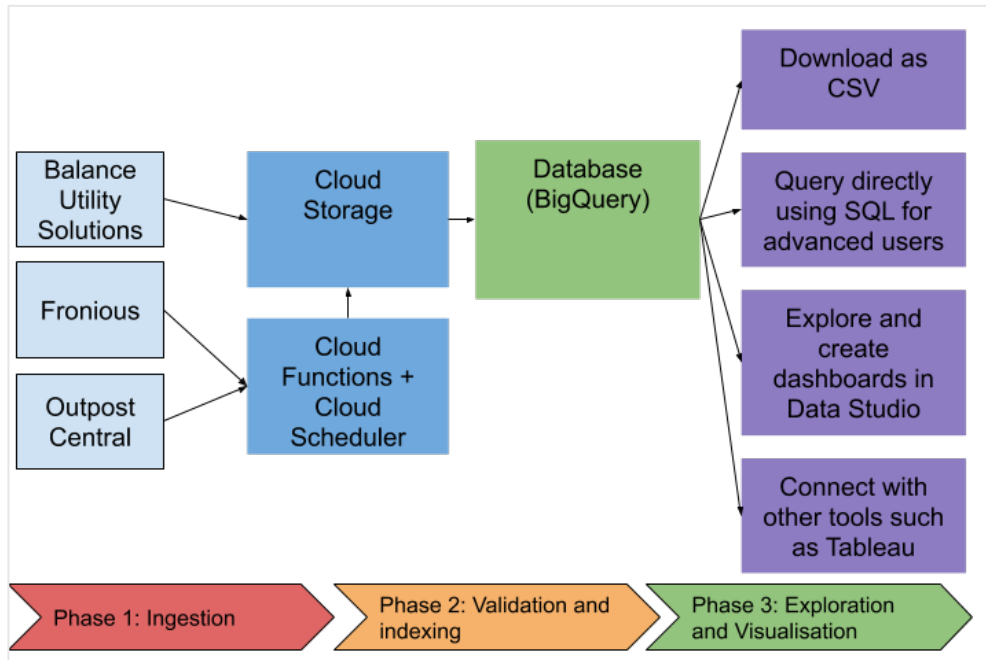 Balance
Utility
Solutions
Fronious
Outpost
Central
Cloud
Storage
Cloud
Functions +
Cloud
Scheduler
Database
(BigQuery)
Download as
CSV
Query directly
using SQL for
advanced users
Explore and
create
dashboards in
Data Studio
Connect with
other tools such
as Tableau
Phase 1: Ingestion
Phase 2: Validation and
indexing
Phase 3: Exploration
and Visualisation